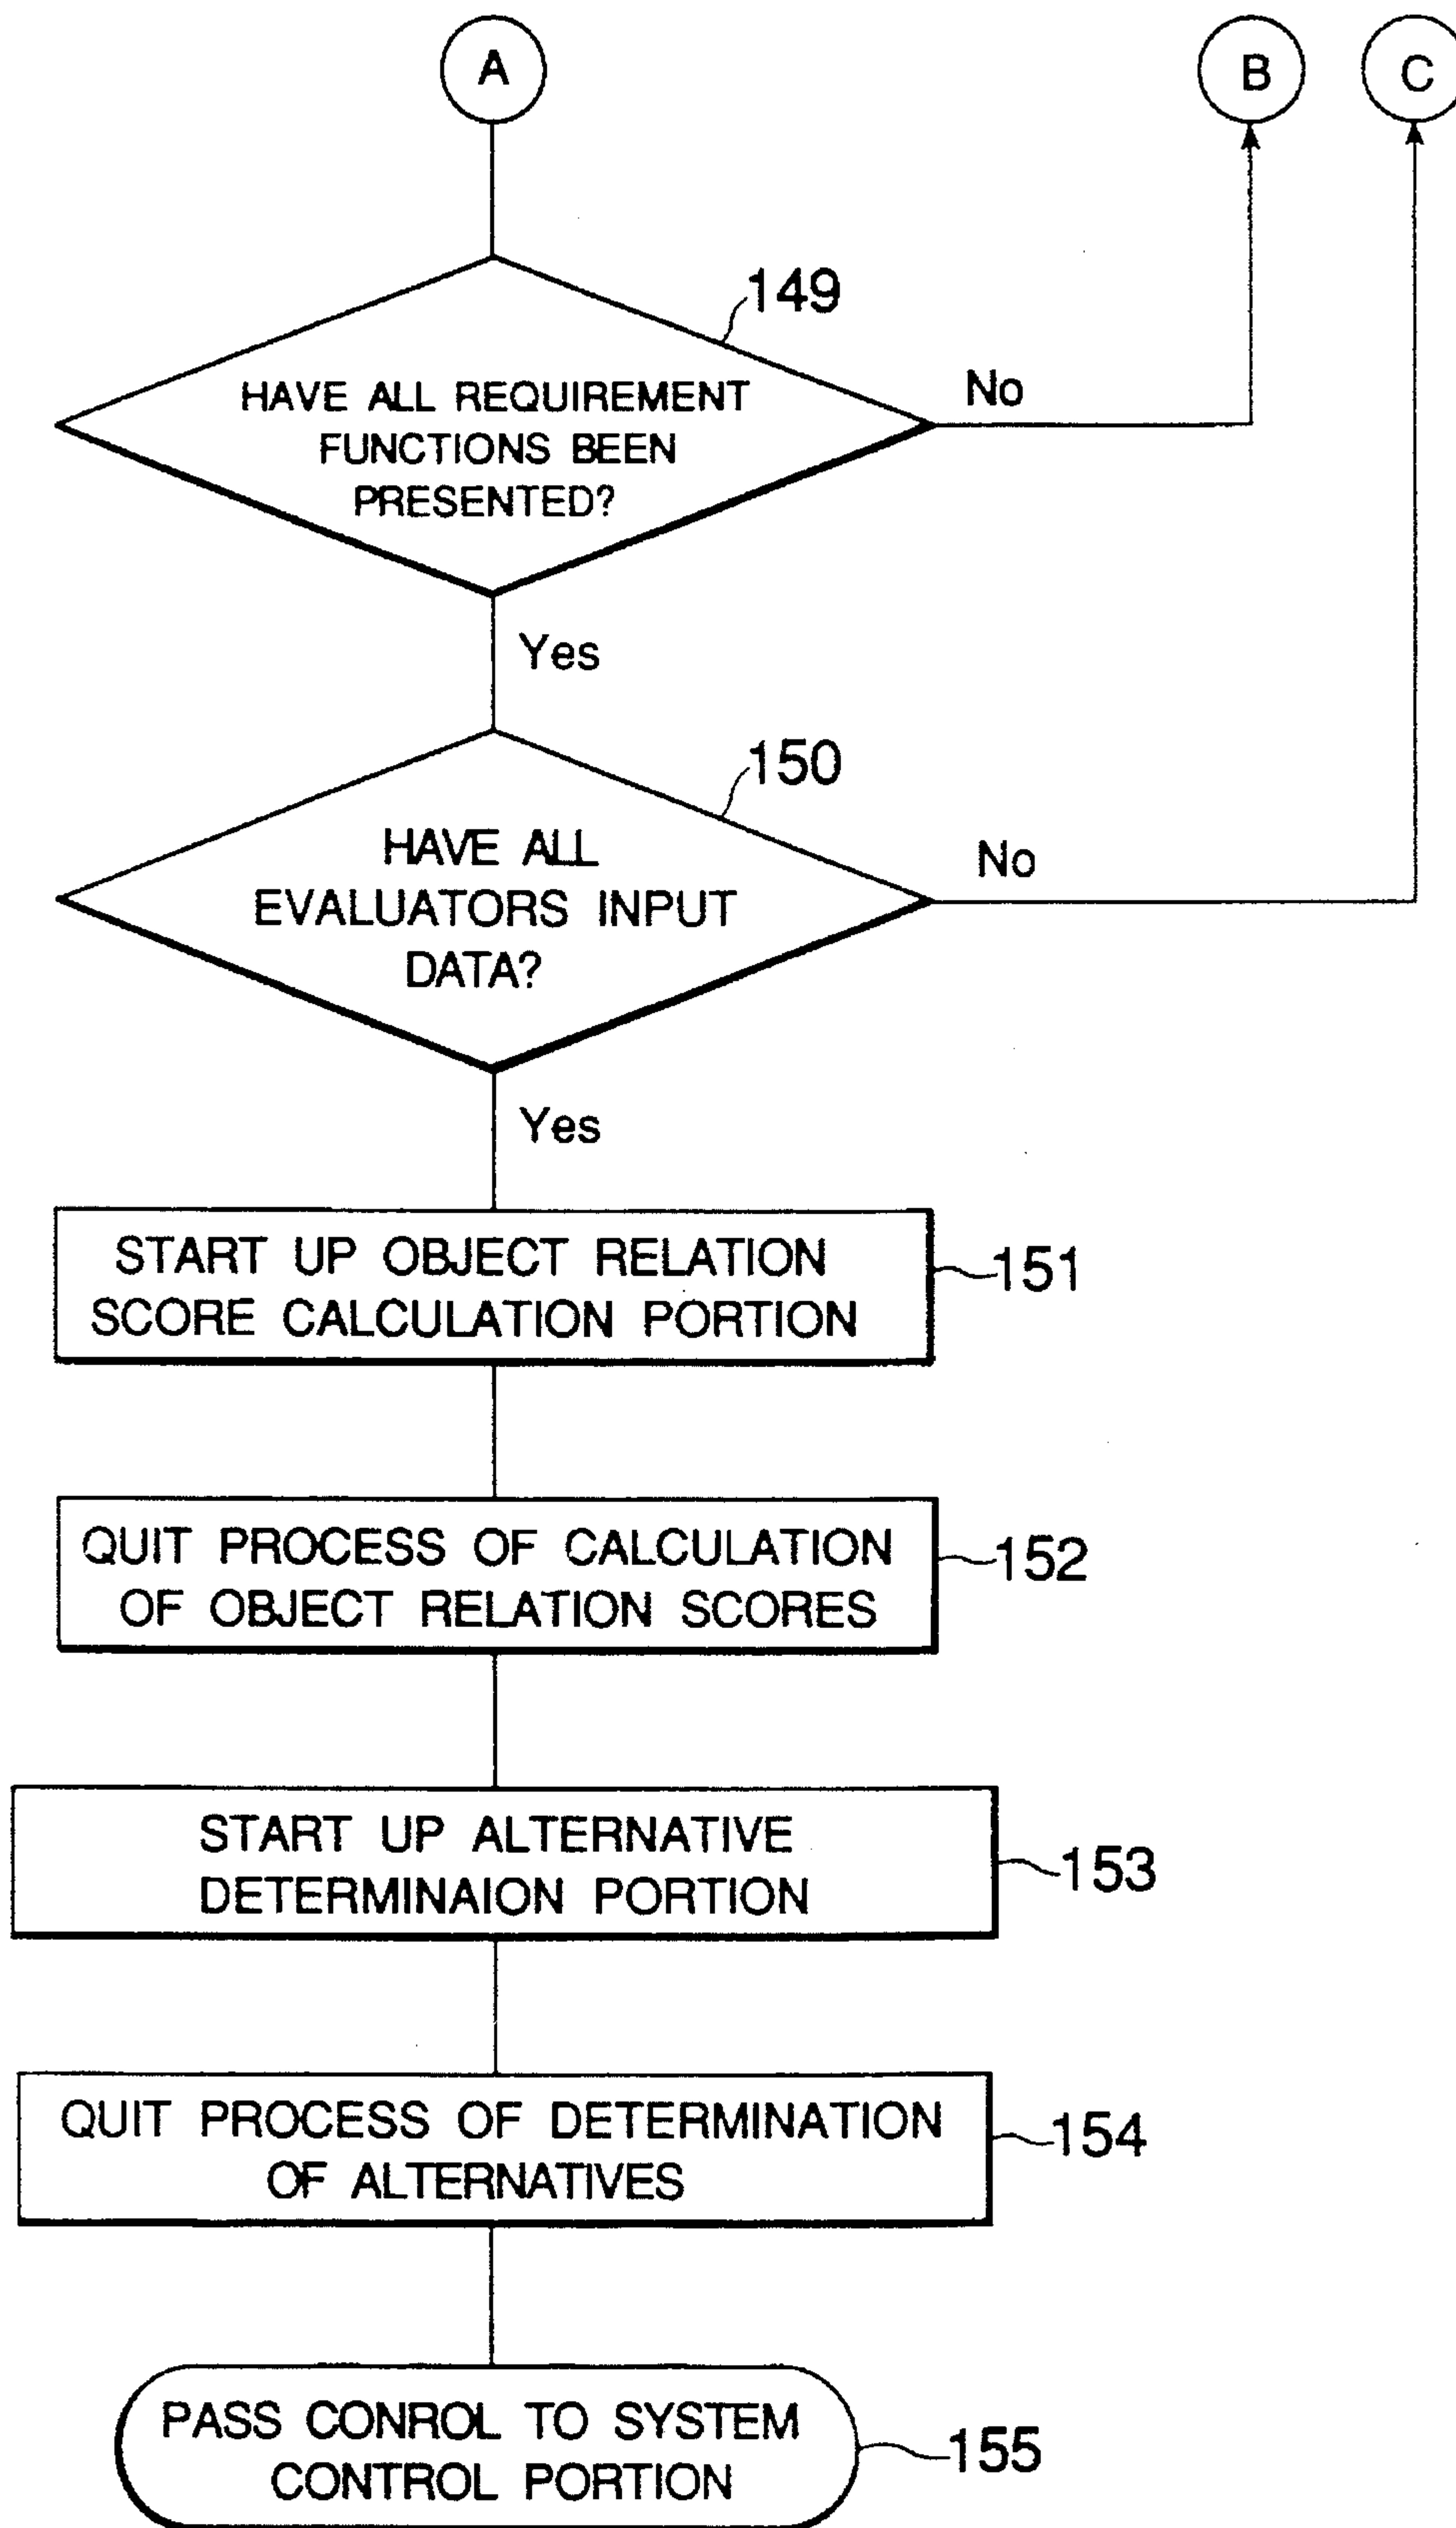 A
B
C
149
HAVE ALL REQUIREMENT
FUNCTIONS BEEN
PRESENTED?
No
Yes
150
HAVE ALL
EVALUATORS INPUT
DATA?
No
Yes
START UP OBJECT RELATION
SCORE CALCULATION PORTION
151
QUIT PROCESS OF CALCULATION
OF OBJECT RELATION SCORES
152
START UP ALTERNATIVE
DETERMINAION PORTION
153
QUIT PROCESS OF DETERMINATION
OF ALTERNATIVES
154
PASS CONROL TO SYSTEM
CONTROL PORTION
155